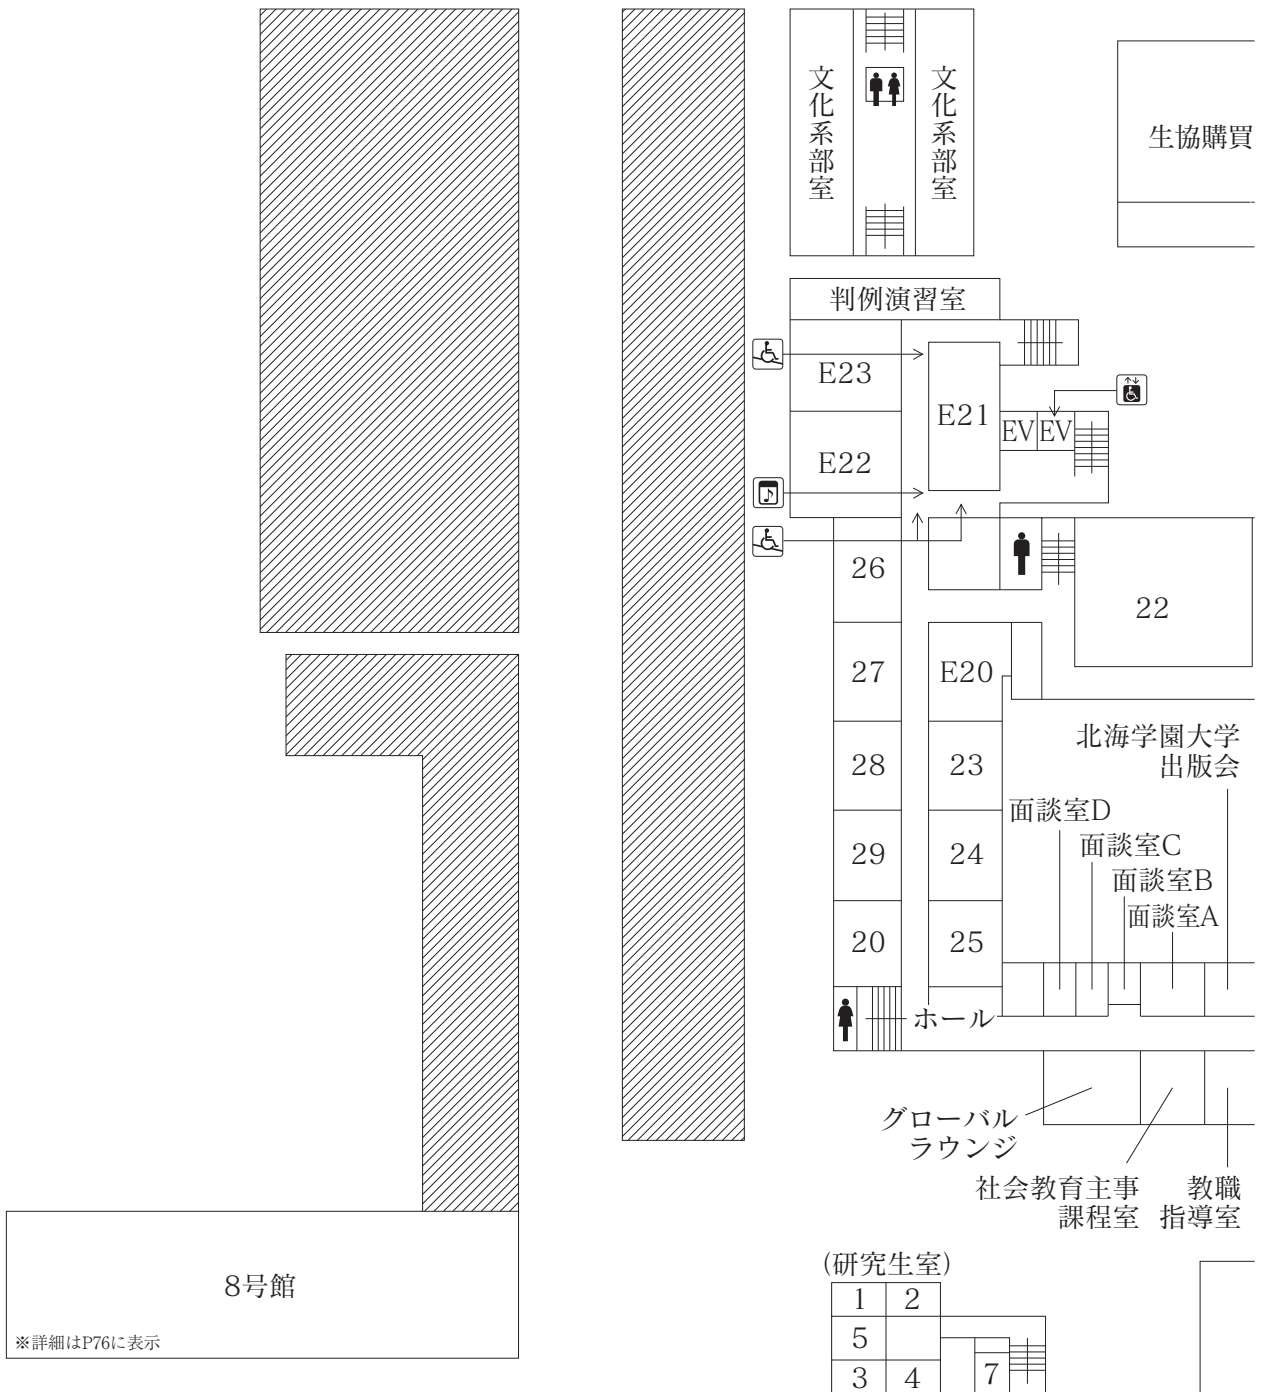 文化系部室
文化系部室
生協購買
判例演習室
E23
E21
EV
EV
E22
26
22
27
E20
北海学園大学
出版会
28
23
面談室D
面談室C
29
24
面談室B
面談室A
20
25
ホール
グローバル
ラウンジ
社会教育主事
課程室
教職
指導室
8号館
※詳細はP76に表示
(研究生室)
1
2
5
3
4
7